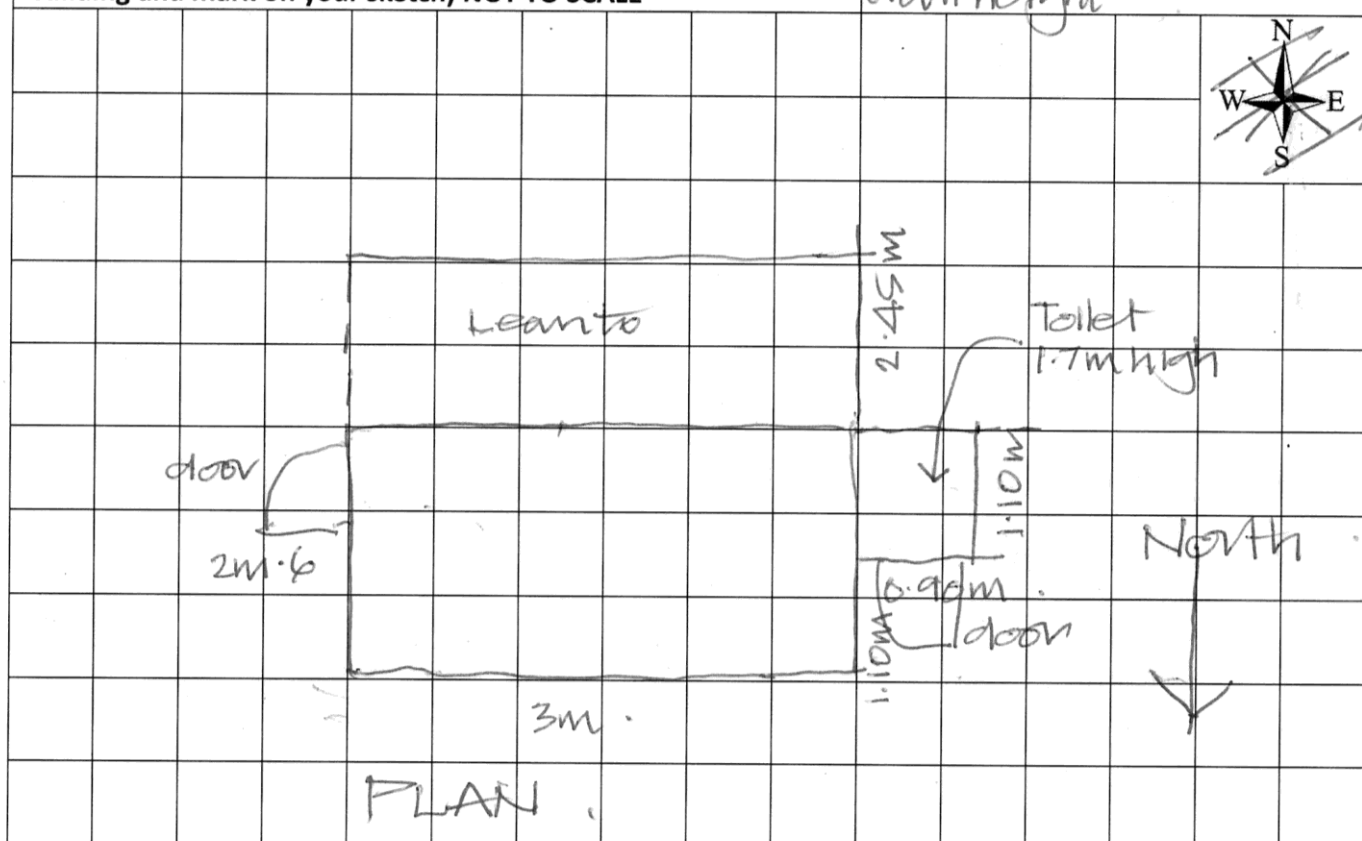 NOT TO SCALE
height
N
W E
S
Leanto
2.45m
Toilet
1.7m high
door
1.10m
2m.6
North
0.90m.
door
1.10m
3m.
PLAN.